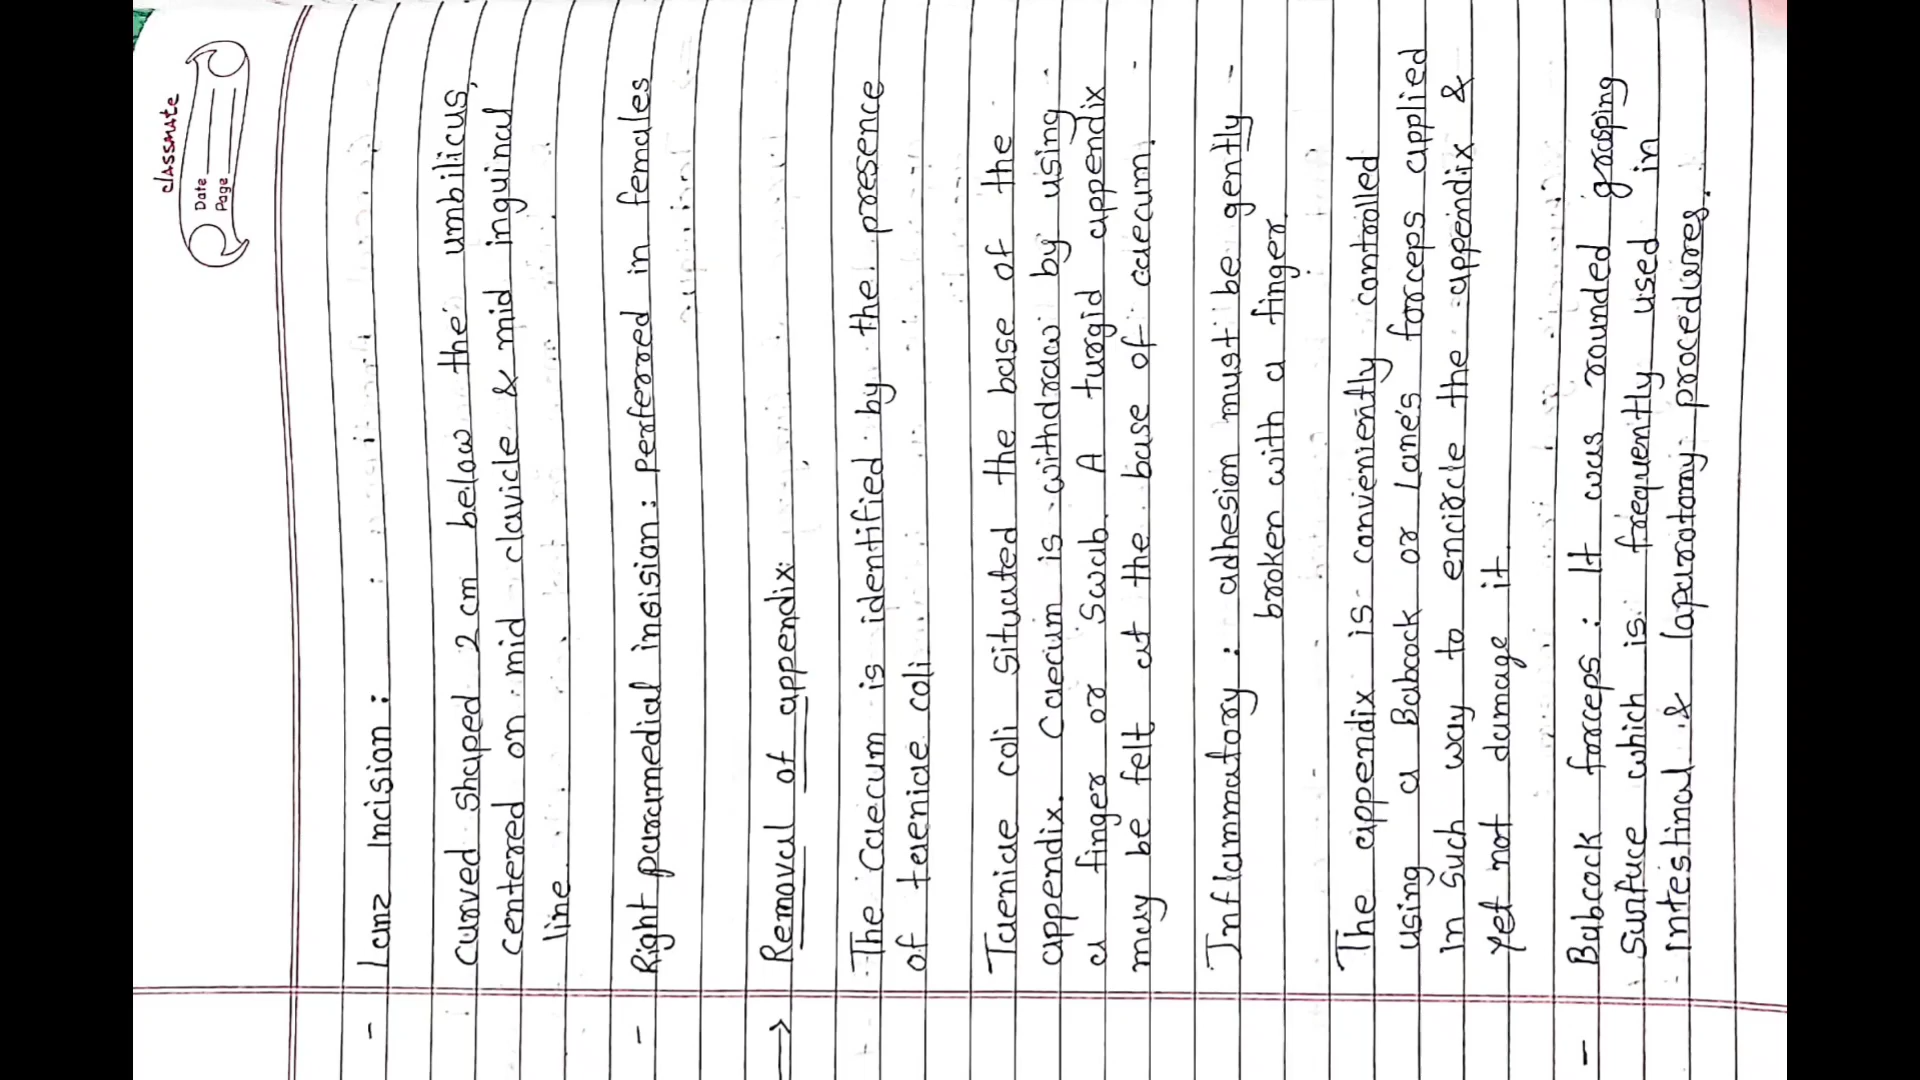 classmate
Date
Page
- Lanz Incision :
curved shaped 2 cm below the umbilicus,
centered on mid clavicle & mid inguinal
line
- Right paramedial incision : perferred in females
→ Removal of appendix:
- The Caecum is identified by the presence
of taeniae coli
Taeniae coli situated the base of the
appendix. Caecum is withdraw by using
a finger or swab. A turgid appendix
may be felt at the base of caecum.
Inflammatory : adhesion must be gently
broken with a finger
The appendix is conveniently controlled
using a Babcock or Lane's forceps applied
in such way to encircle the appendix &
yet not damage it
- Babcock forceps : It was rounded grasping
surface which is frequently used in
intestinal & laparotomy procedures.